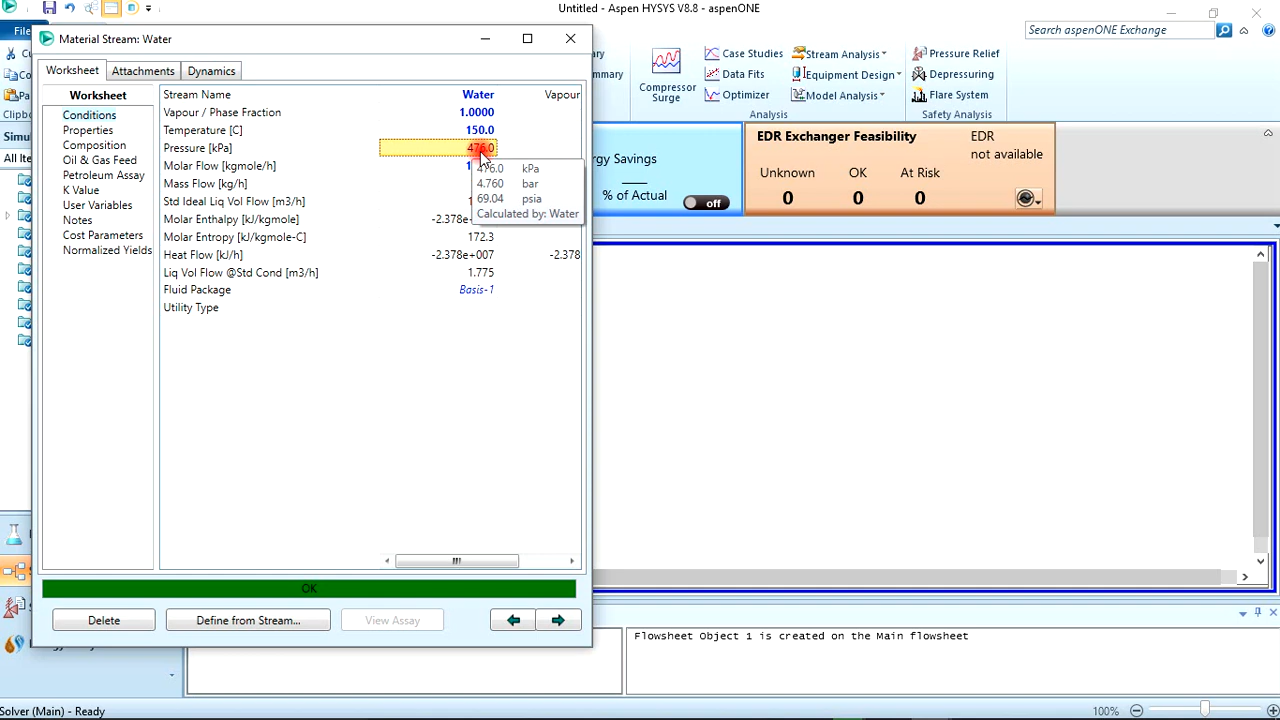 Untitled - Aspen HYSYS V8.8 - aspenONE
File
Search aspenONE Exchange
Material Stream: Water
Worksheet Attachments Dynamics
Case Studies Stream Analysis Pressure Relief
Data Fits Equipment Design Depressuring
Compressor Surge Optimizer Model Analysis Flare System
Analysis Safety Analysis
Worksheet
Conditions
Properties
Composition
Oil & Gas Feed
Petroleum Assay
K Value
User Variables
Notes
Cost Parameters
Normalized Yields
Stream Name Water Vapour
Vapour / Phase Fraction 1.0000
Temperature [C] 150.0
Pressure [kPa] 476.0
Molar Flow [kgmole/h]
Mass Flow [kg/h]
Std Ideal Liq Vol Flow [m3/h]
Molar Enthalpy [kJ/kgmole] -2.378e+
Molar Entropy [kJ/kgmole-C] 172.3
Heat Flow [kJ/h] -2.378e+007 -2.378
Liq Vol Flow @Std Cond [m3/h] 1.775
Fluid Package Basis-1
Utility Type
476.0 kPa
4.760 bar
69.04 psia
Calculated by: Water
% of Actual off
EDR Exchanger Feasibility EDR not available
Unknown OK At Risk
0 0 0
OK
Delete Define from Stream... View Assay
Flowsheet Object 1 is created on the Main flowsheet
Solver (Main) - Ready
100%